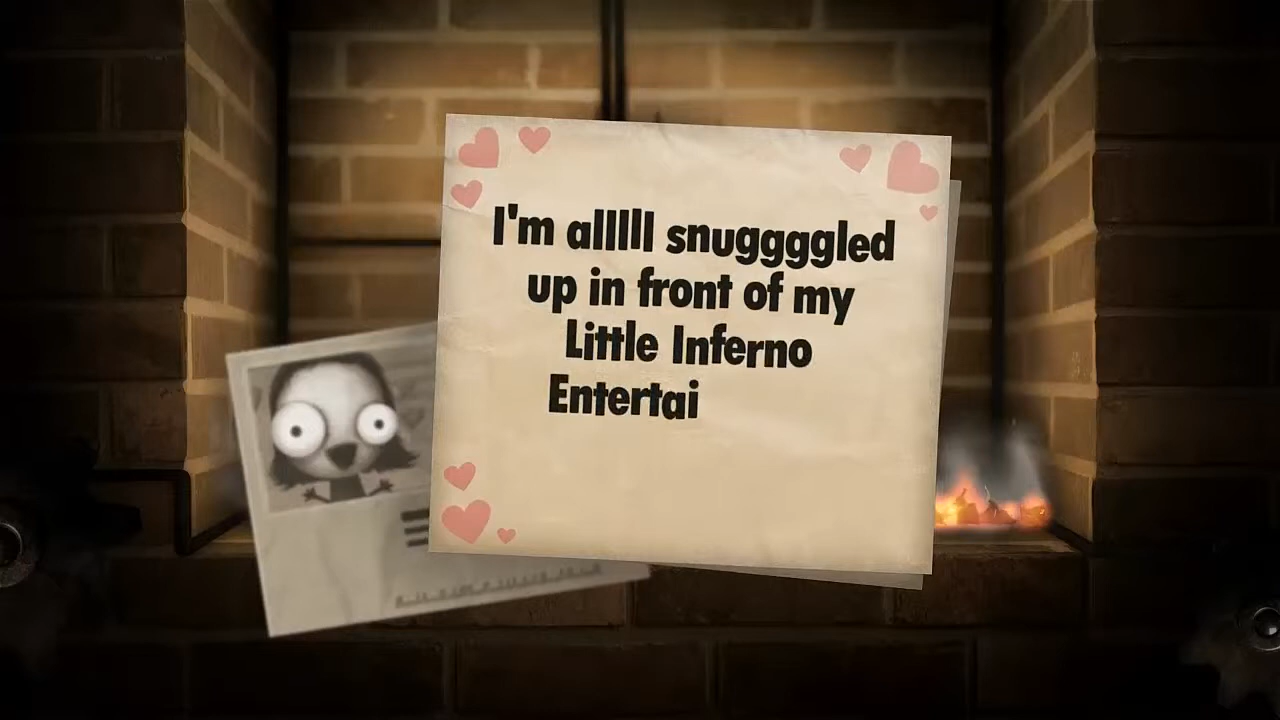 I'm alllll snuggggled
up in front of my
Little Inferno
Entertai